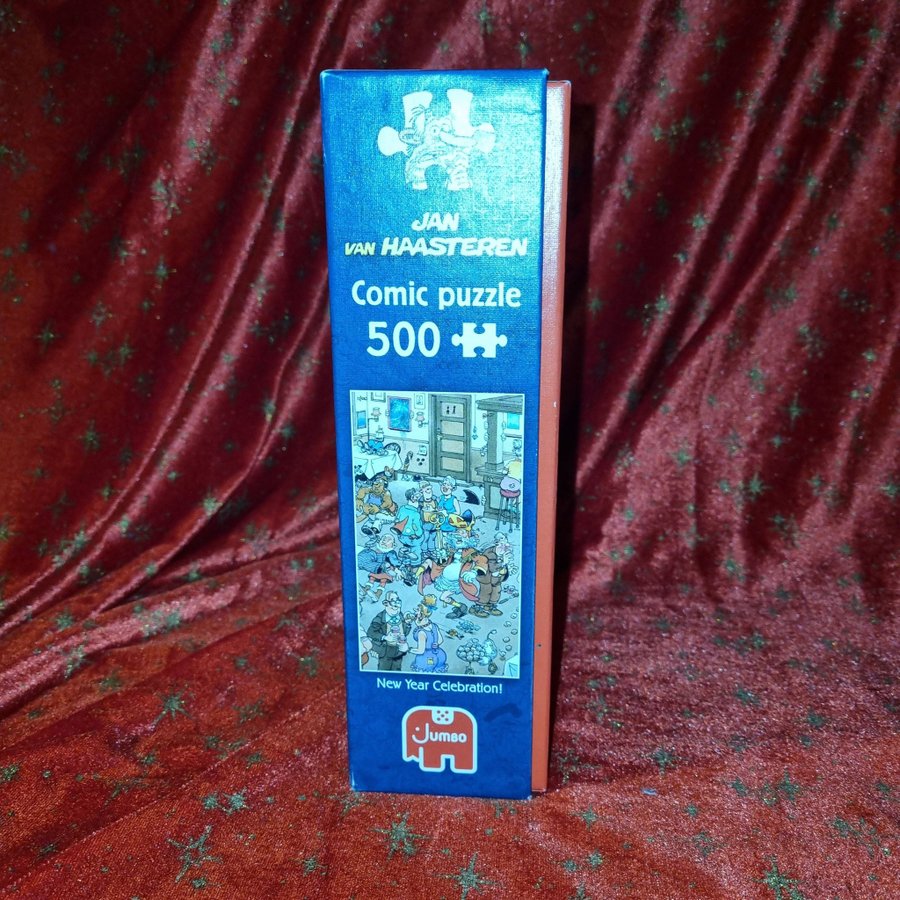 JAN
VAN HAASTEREN
Comic puzzle
500
New Year Celebration!
Jumbo